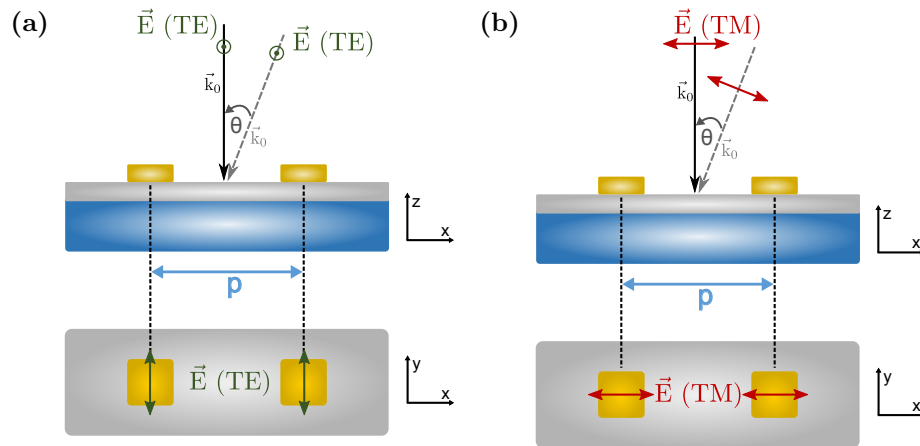 (a)
E⃗ (TE)
E⃗ (TE)
k⃗₀
θ
k⃗₀
z
x
p
E⃗ (TE)
y
x
(b)
E⃗ (TM)
k⃗₀
θ
k⃗₀
z
x
p
E⃗ (TM)
y
x